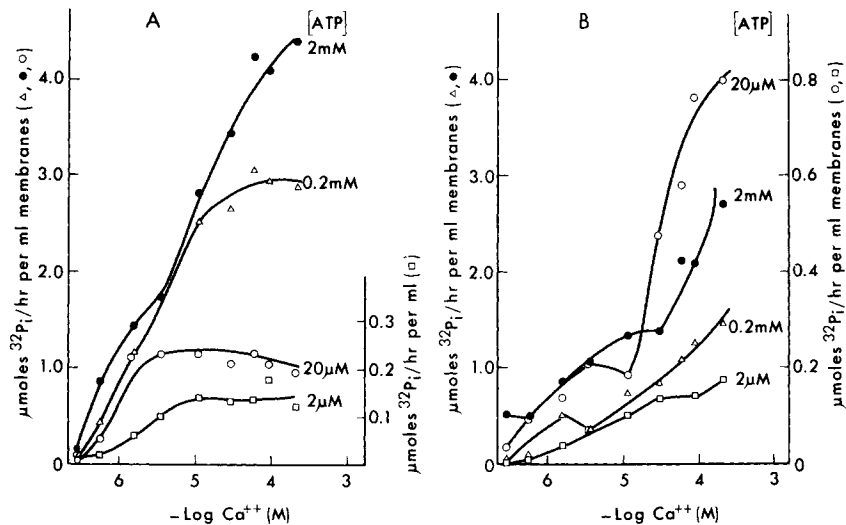 A
[ATP]
2mM
0.2mM
20μM
2μM
4.0
3.0
2.0
1.0
0
0.3
0.2
0.1
6 5 4 3
μmoles ³²Pi/hr per ml membranes (△,●,○)
μmoles ³²Pi/hr per ml (□)
−Log Ca⁺⁺ (M)
B
[ATP]
20μM
2mM
0.2mM
2μM
4.0
3.0
2.0
1.0
0
0.8
0.6
0.4
0.2
0
6 5 4 3
μmoles ³²Pi/hr per ml membranes (△,●)
μmoles ³²Pi/hr per ml membranes (○,□)
−Log Ca⁺⁺ (M)